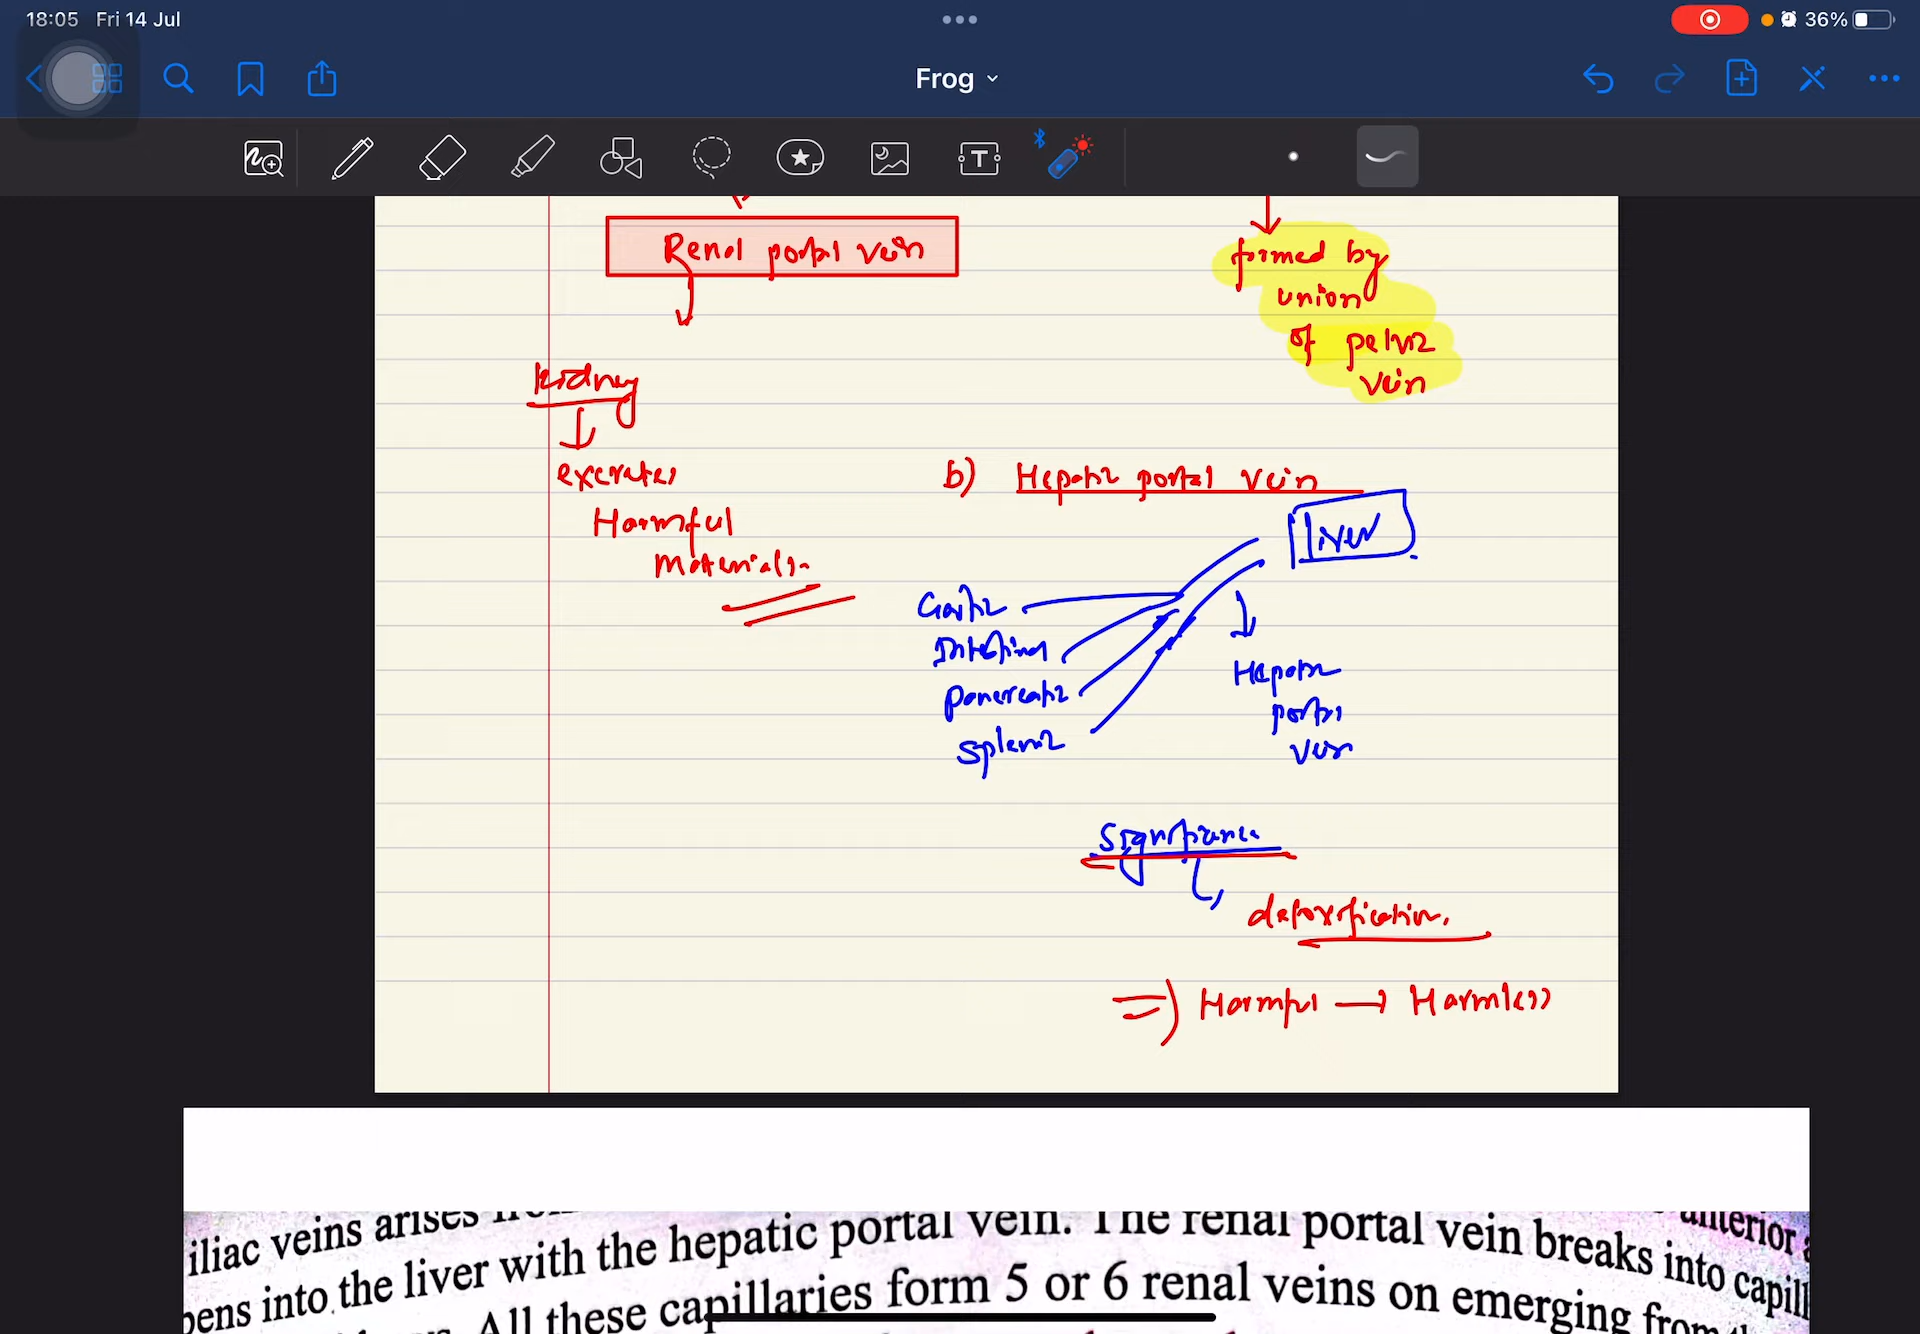 18:05 Fri 14 Jul
36%
Frog
T
Renal portal vein
formed by
union
of pelvic
vein
kidney
excretes
Harmful
Materials.
b) Hepatic portal vein
liver
Gastric
Intestinal
pancreatic
splenic
Hepatic
portal
vein
Significance
detoxification.
=) Harmful → Harmless
iliac veins arises
anterior
pens into the liver with the hepatic portal vein. The renal portal vein breaks into capill
All these capillaries form 5 or 6 renal veins on emerging from